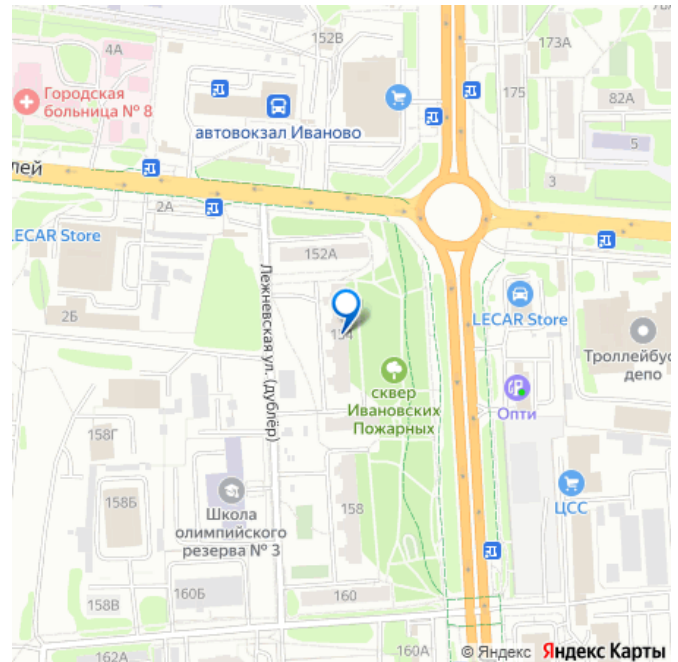 152В
173А
78А
4А
175
82А
Городская
больница № 8
автовокзал Иваново
5
3
лей
2А
LECAR Store
152А
Лежневская ул. (дублёр)
2Б
154
LECAR Store
Троллейбус
депо
сквер
Ивановских
Пожарных
Опти
158Г
158Б
Школа
олимпийского
резерва № 3
158
ЦСС
158В
160Б
160
162А
160А
© Яндекс Яндекс Карты